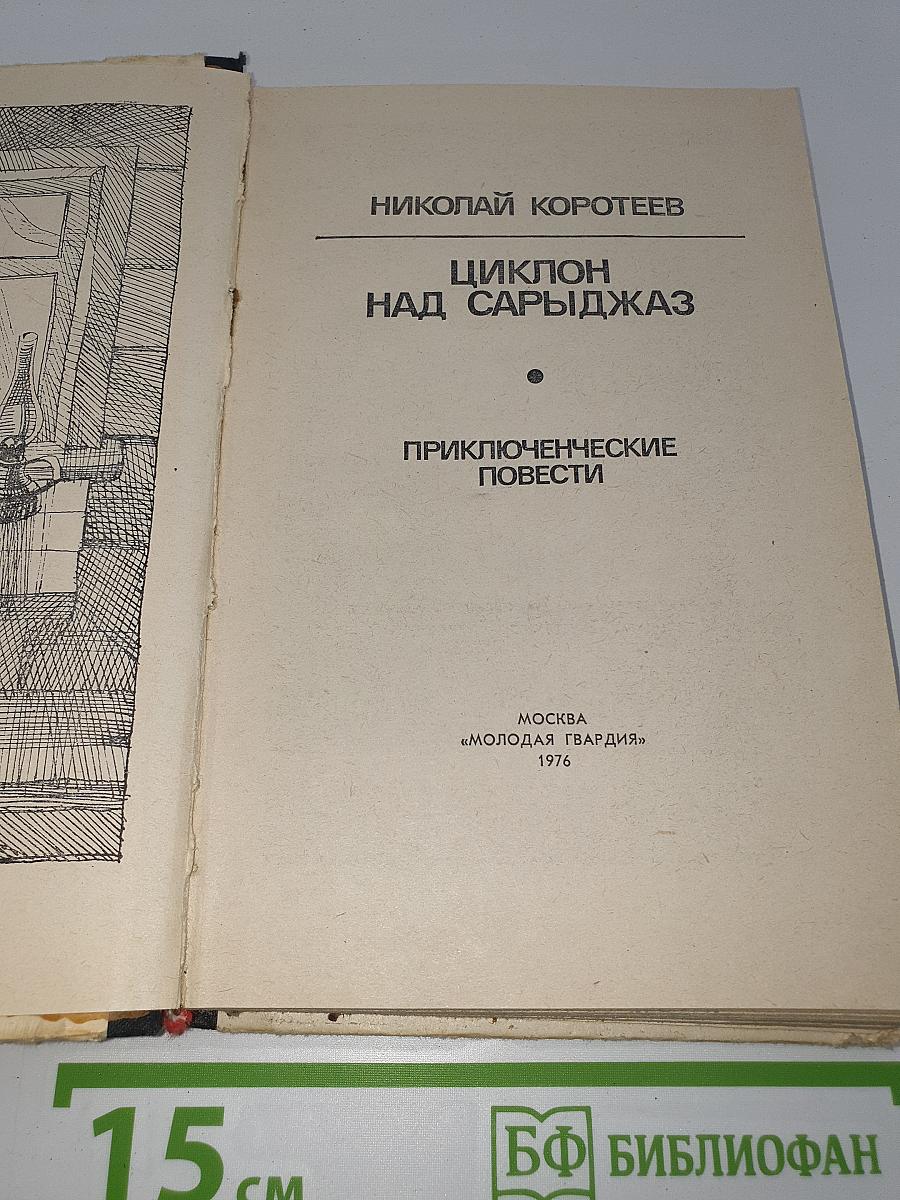 НИКОЛАЙ КОРОТЕЕВ
ЦИКЛОН
НАД САРЫДЖАЗ
ПРИКЛЮЧЕНЧЕСКИЕ
ПОВЕСТИ
МОСКВА
«МОЛОДАЯ ГВАРДИЯ»
1976
15 см
БФ БИБЛИОФАН